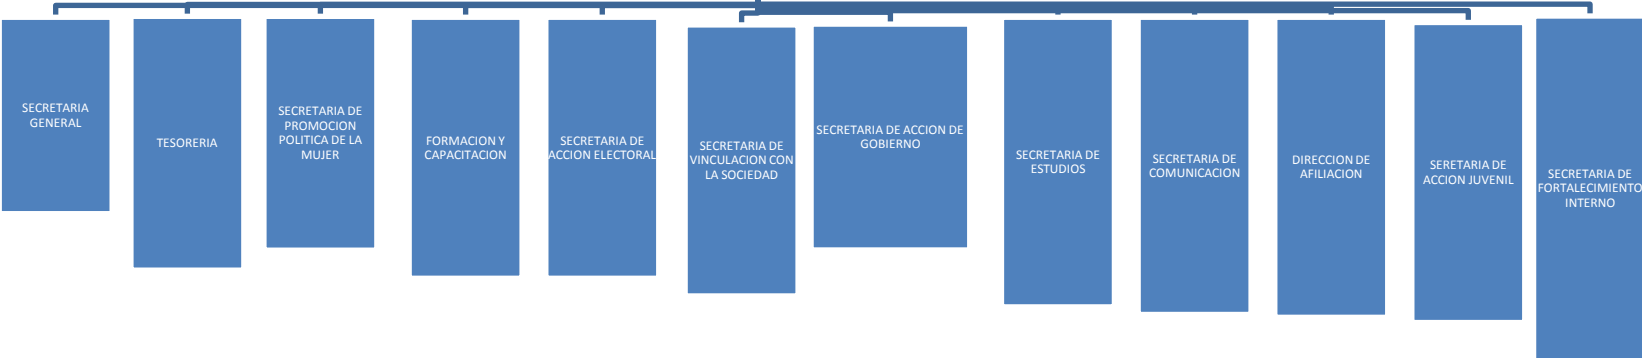 SECRETARIA
GENERAL
TESORERIA
SECRETARIA DE
PROMOCION
POLITICA DE LA
MUJER
FORMACION Y
CAPACITACION
SECRETARIA DE
ACCION ELECTORAL
SECRETARIA DE
VINCULACION CON
LA SOCIEDAD
SECRETARIA DE ACCION DE
GOBIERNO
SECRETARIA DE
ESTUDIOS
SECRETARIA DE
COMUNICACION
DIRECCION DE
AFILIACION
SERETARIA DE
ACCION JUVENIL
SECRETARIA DE
FORTALECIMIENTO
INTERNO